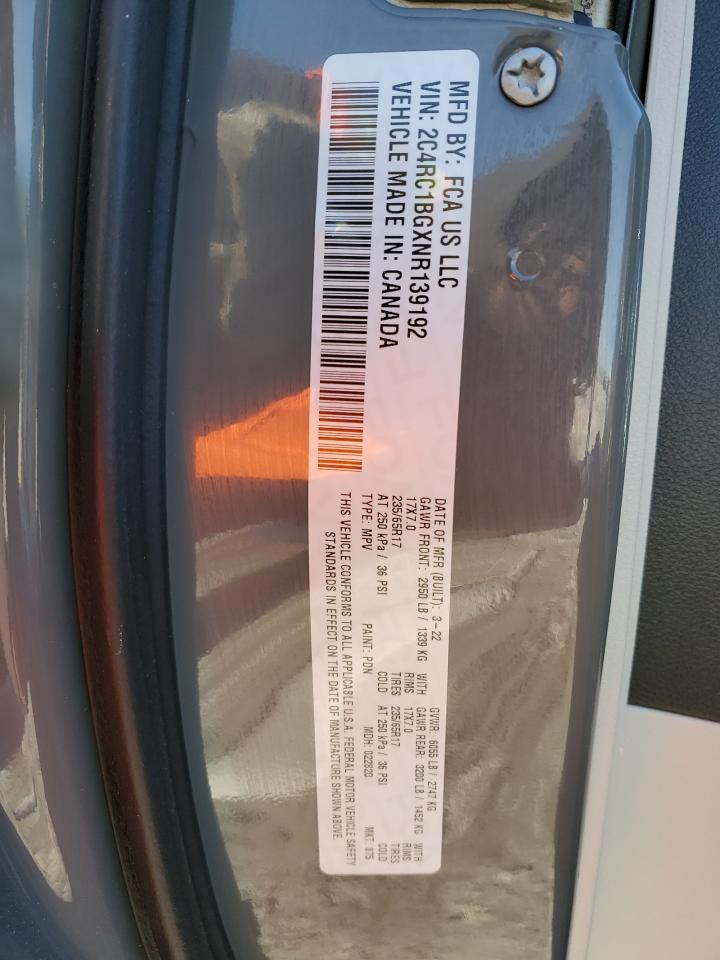 MFD BY: FCA US LLC
VIN: 2C4RC1BGXNR139192
VEHICLE MADE IN: CANADA
DATE OF MFR (BUILT): 3-22 GVWR: 6055 LB / 2747 KG
GAWR FRONT: 2950 LB / 1339 KG WITH GAWR REAR: 3200 LB / 1452 KG WITH
17X7.0 RIMS 17X7.0 RIMS
235/65R17 TIRES 235/65R17 TIRES
AT 250 kPa / 36 PSI COLD AT 250 kPa / 36 PSI COLD
TYPE: MPV PAINT: PDN MDH: 022820 MKT: B75
THIS VEHICLE CONFORMS TO ALL APPLICABLE U.S.A. FEDERAL MOTOR VEHICLE SAFETY
STANDARDS IN EFFECT ON THE DATE OF MANUFACTURE SHOWN ABOVE.